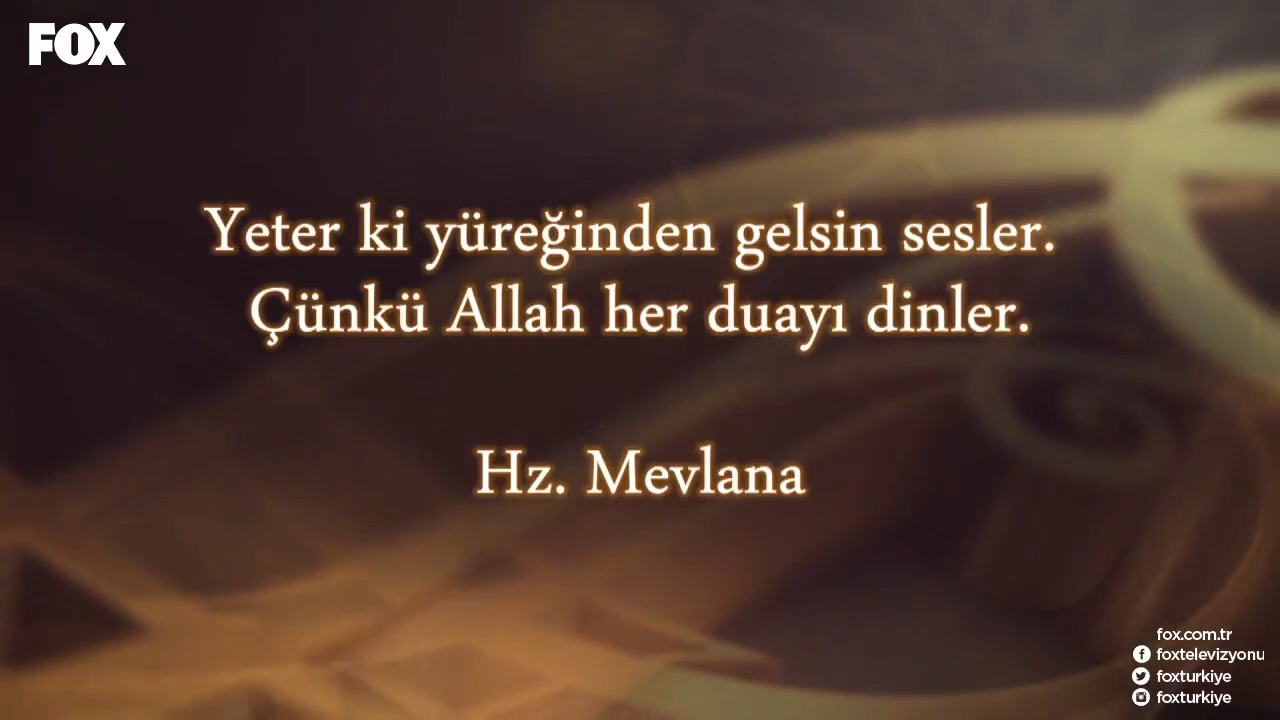 FOX
Yeter ki yüreğinden gelsin sesler.
Çünkü Allah her duayı dinler.
Hz. Mevlana
fox.com.tr
foxtelevizyonu
foxturkiye
foxturkiye